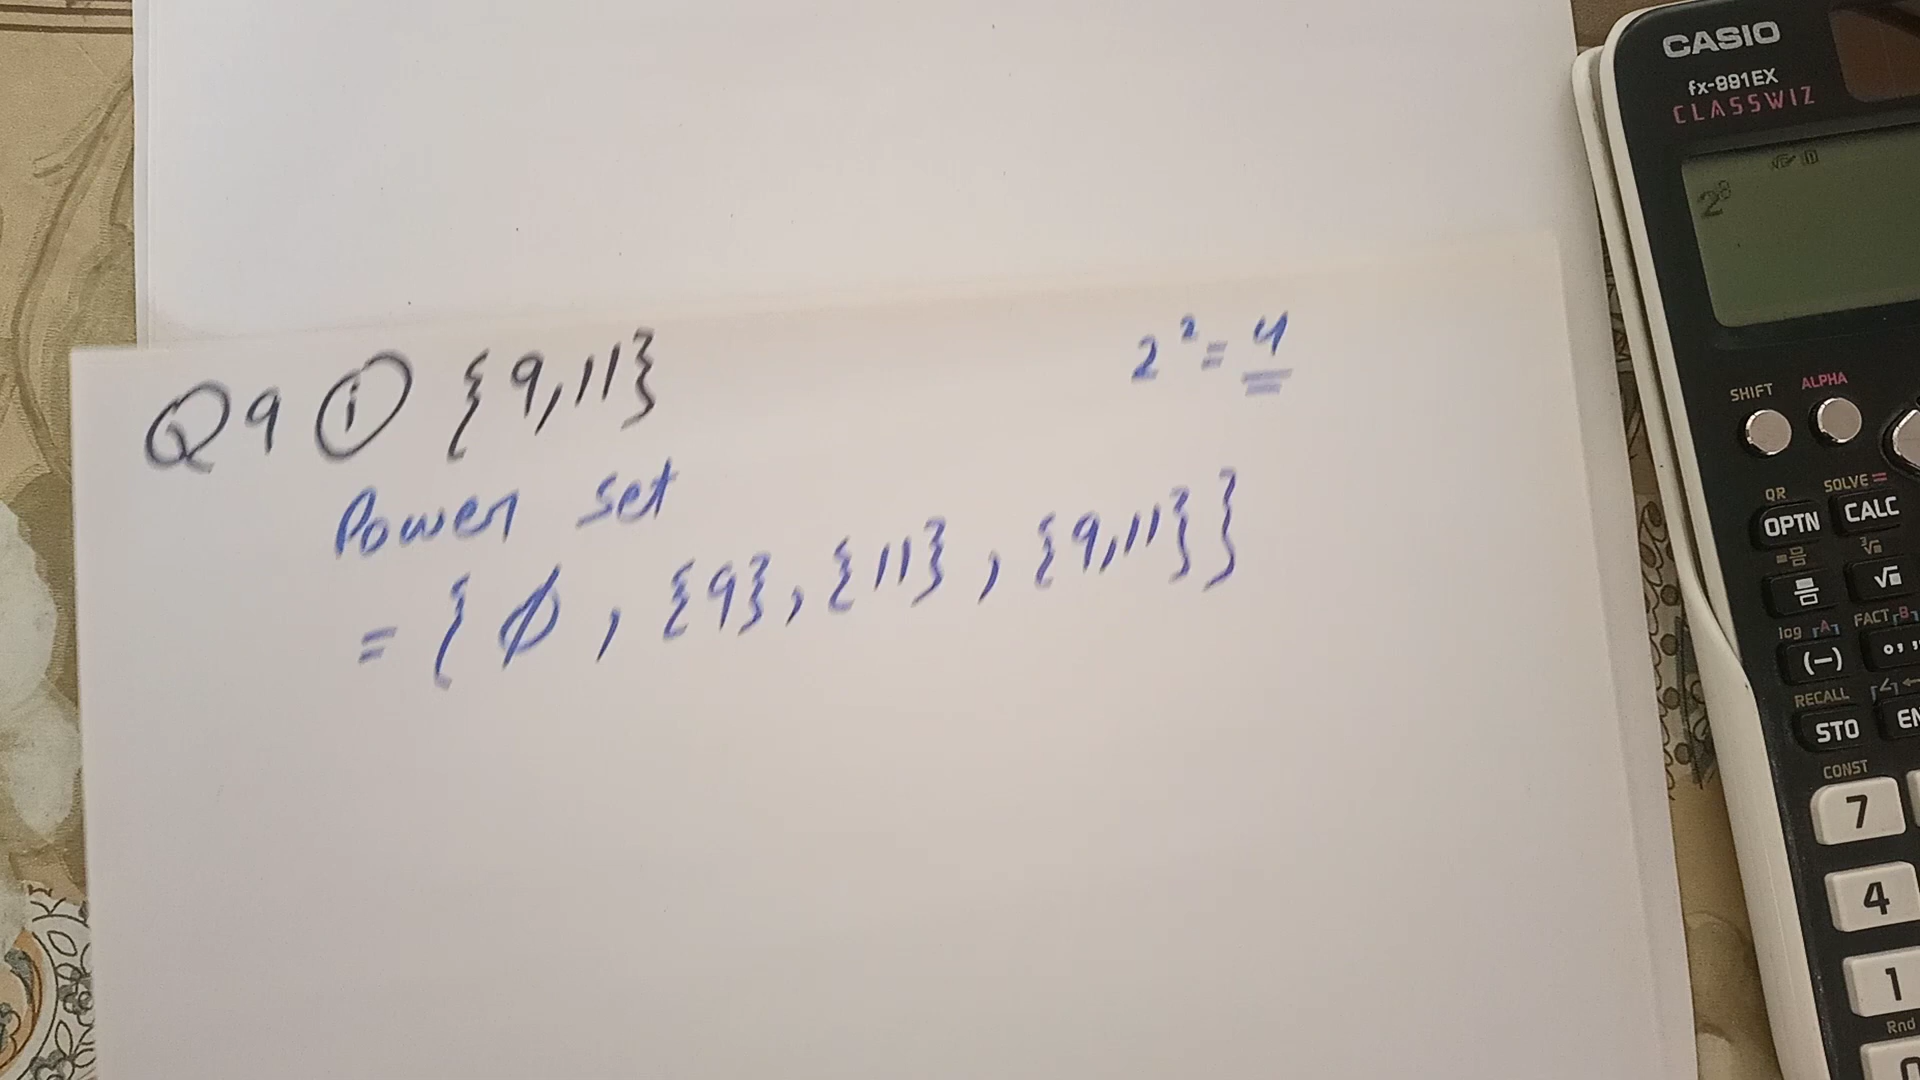 Q9 ⓘ {9,11}
2² = 4
Power set
= { ∅ , {9}, {11} , {9,11} }
CASIO
fx-991EX
CLASSWIZ
SHIFT ALPHA
QR SOLVE =
OPTN CALC
log FACT
(−)
RECALL
STO
CONST
7
4
1
Rnd